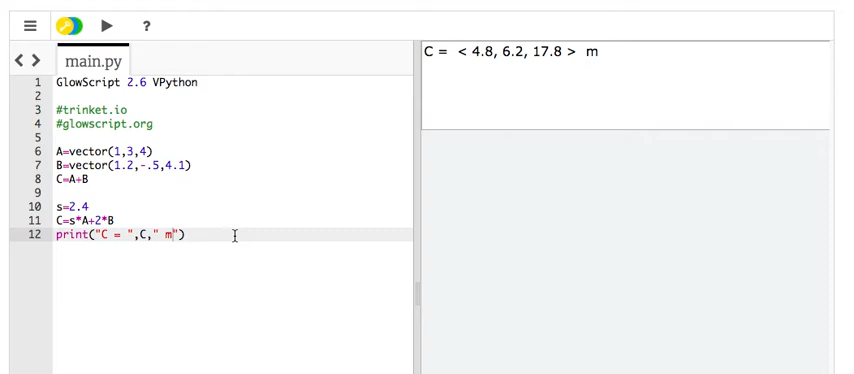 ?
main.py
1 GlowScript 2.6 VPython
2
3 #trinket.io
4 #glowscript.org
5
6 A=vector(1,3,4)
7 B=vector(1.2,-.5,4.1)
8 C=A+B
9
10 s=2.4
11 C=s*A+2*B
12 print("C = ",C," m")
C = < 4.8, 6.2, 17.8 > m